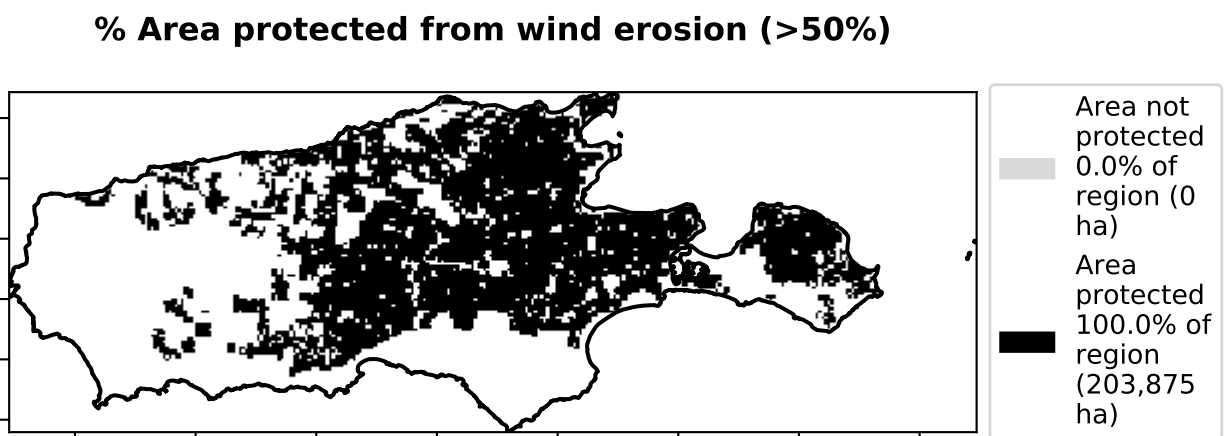 % Area protected from wind erosion (>50%)
Area not
protected
0.0% of
region (0
ha)
Area
protected
100.0% of
region
(203,875
ha)